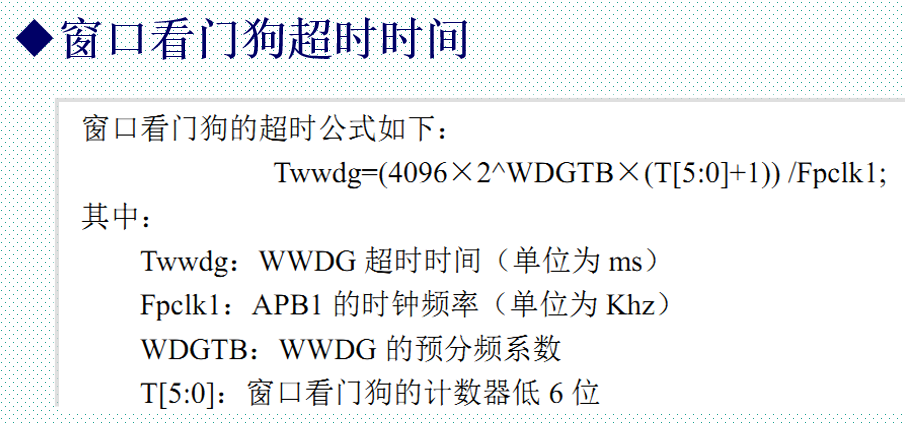 ◆窗口看门狗超时时间
窗口看门狗的超时公式如下：
Twwdg=(4096×2^WDGTB×(T[5:0]+1)) /Fpclk1;
其中：
Twwdg：WWDG 超时时间（单位为 ms）
Fpclk1：APB1 的时钟频率（单位为 Khz）
WDGTB：WWDG 的预分频系数
T[5:0]：窗口看门狗的计数器低 6 位